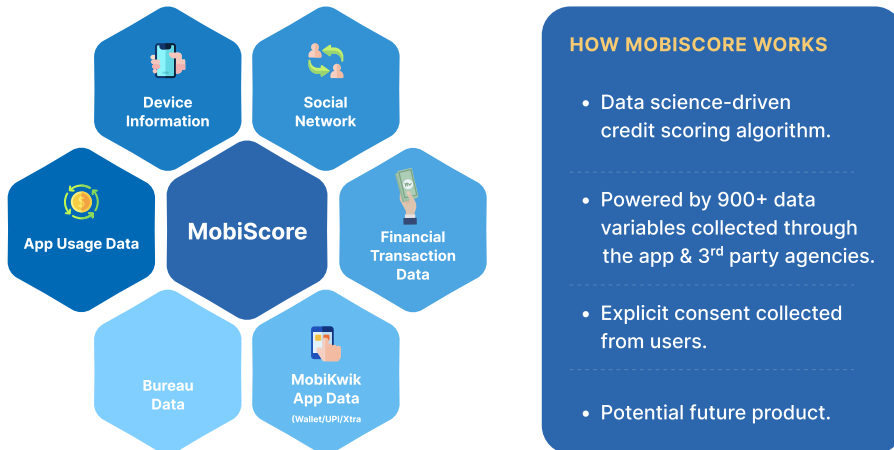 Device
Information
Social
Network
App Usage Data
MobiScore
Financial
Transaction
Data
Bureau
Data
MobiKwik
App Data
(Wallet/UPI/Xtra
HOW MOBISCORE WORKS
• Data science-driven
credit scoring algorithm.
• Powered by 900+ data
variables collected through
the app & 3rd party agencies.
• Explicit consent collected
from users.
• Potential future product.